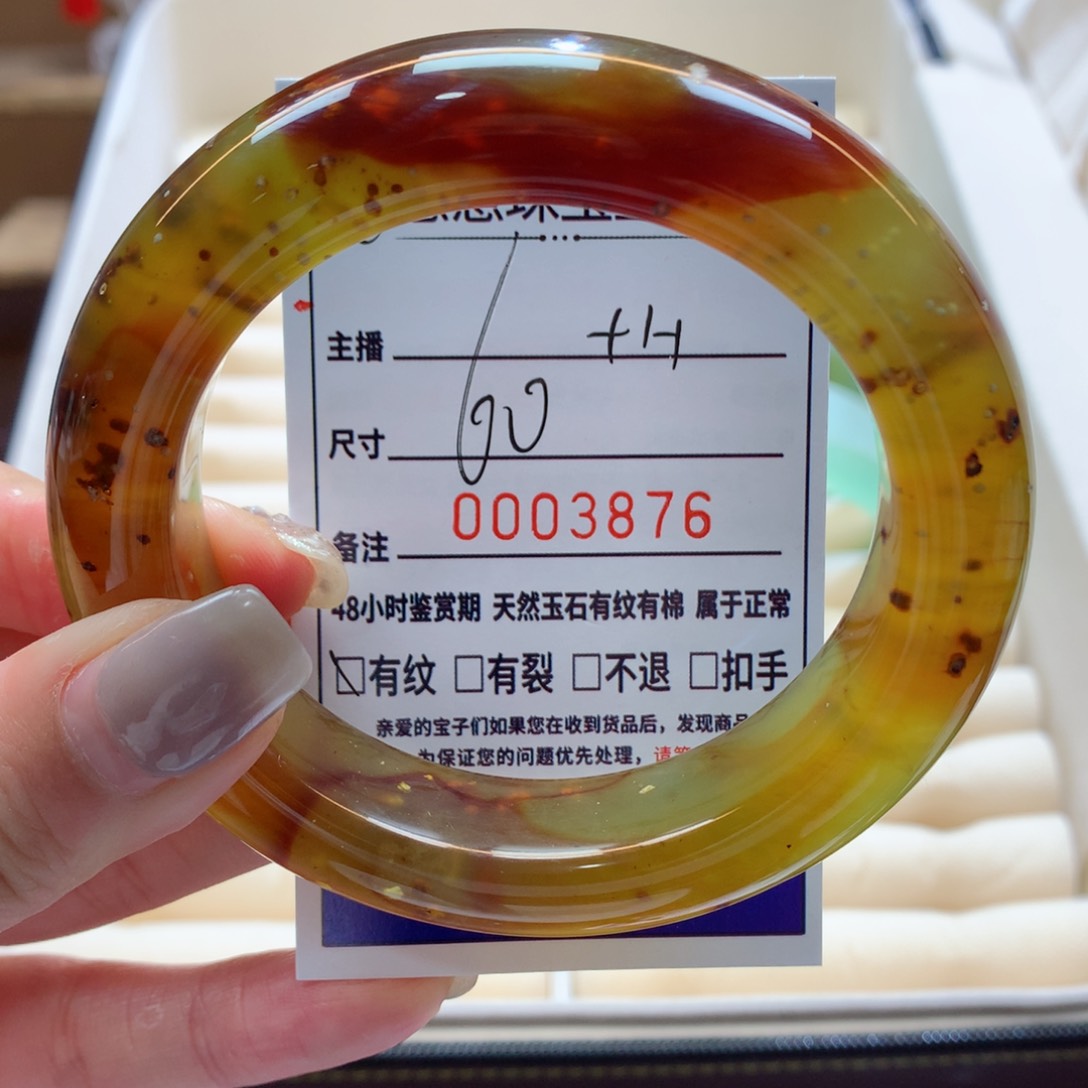 主播
尺寸 60
备注 0003876
48小时鉴赏期 天然玉石有纹有棉 属于正常
☐有纹 ☐有裂 ☐不退 ☐扣手
亲爱的宝子们如果您在收到货品后，发现商品
为保证您的问题优先处理，请